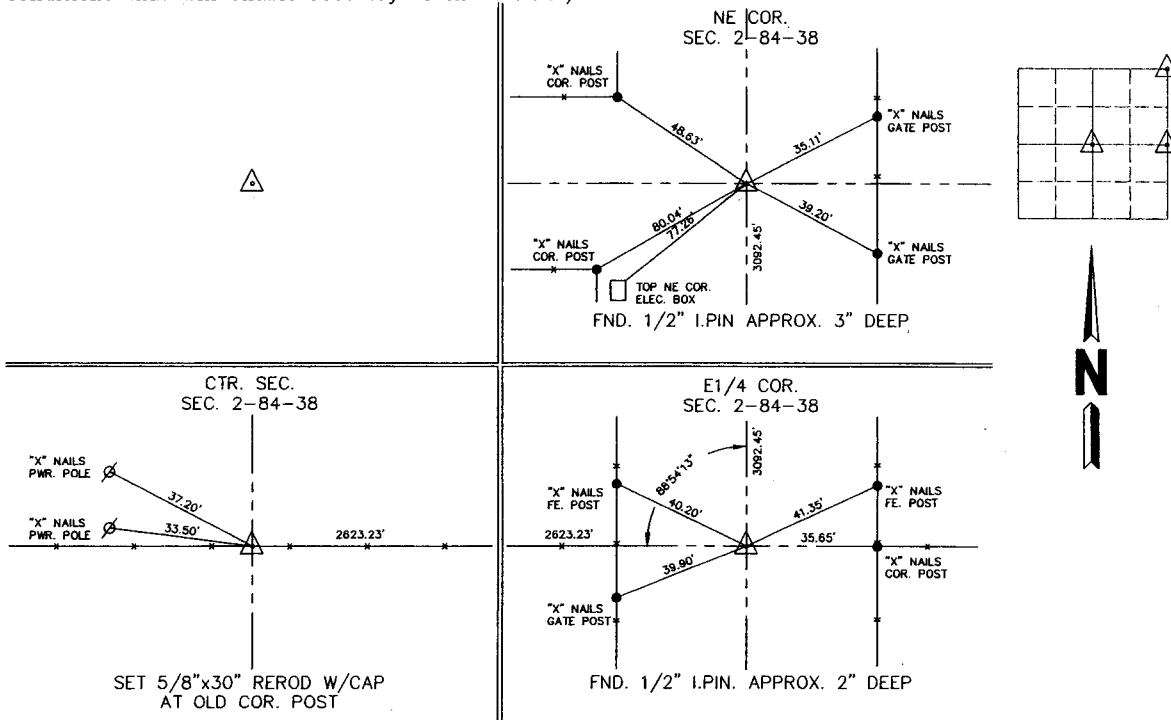 NE COR.
SEC. 2-84-38
"X" NAILS
COR. POST
48.63'
35.11'
"X" NAILS
GATE POST
80.04'
77.26'
39.20'
3092.45'
"X" NAILS
COR. POST
"X" NAILS
GATE POST
TOP NE COR.
ELEC. BOX
FND. 1/2" I.PIN APPROX. 3" DEEP
N
CTR. SEC.
SEC. 2-84-38
"X" NAILS
PWR. POLE
37.20'
"X" NAILS
PWR. POLE
33.50'
2623.23'
SET 5/8"x30" REROD W/CAP
AT OLD COR. POST
E1/4 COR.
SEC. 2-84-38
88°54'13"
3092.45'
"X" NAILS
FE. POST
40.20'
41.35'
"X" NAILS
FE. POST
2623.23'
35.65'
39.90'
"X" NAILS
COR. POST
"X" NAILS
GATE POST
FND. 1/2" I.PIN. APPROX. 2" DEEP